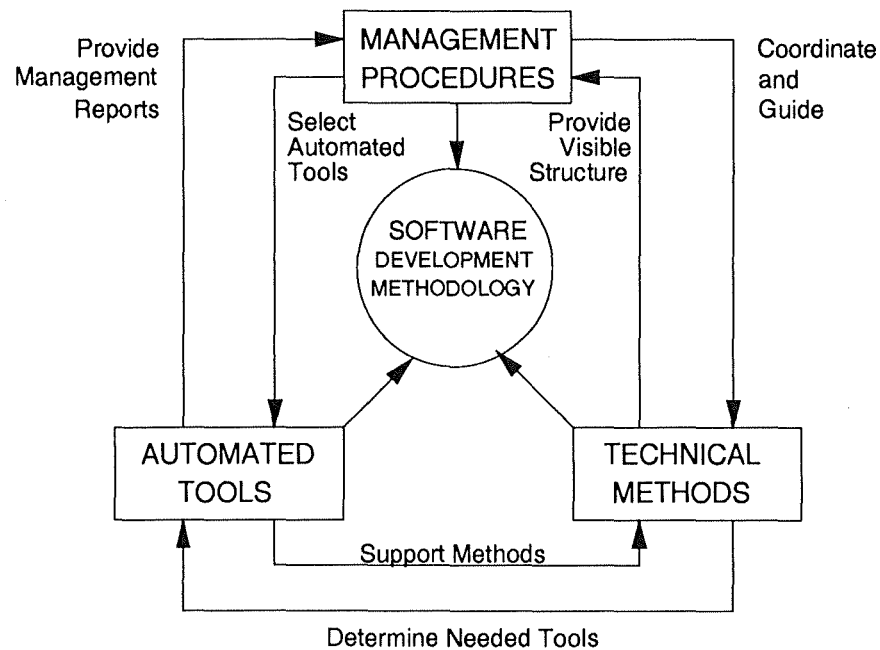 Provide
Management
Reports
MANAGEMENT
PROCEDURES
Coordinate
and
Guide
Select
Automated
Tools
Provide
Visible
Structure
SOFTWARE
DEVELOPMENT
METHODOLOGY
AUTOMATED
TOOLS
TECHNICAL
METHODS
Support Methods
Determine Needed Tools